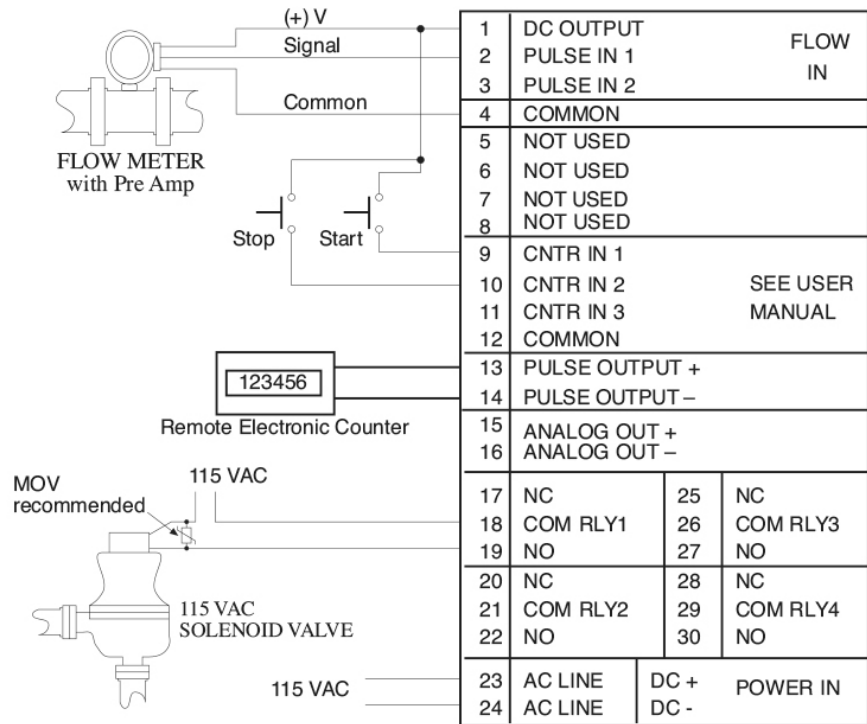 (+) V
Signal
Common
FLOW METER
with Pre Amp
Stop
Start
123456
Remote Electronic Counter
115 VAC
MOV
recommended
115 VAC
SOLENOID VALVE
115 VAC
1 DC OUTPUT
2 PULSE IN 1
3 PULSE IN 2
FLOW
IN
4 COMMON
5 NOT USED
6 NOT USED
7 NOT USED
8 NOT USED
9 CNTR IN 1
10 CNTR IN 2
11 CNTR IN 3
12 COMMON
SEE USER
MANUAL
13 PULSE OUTPUT +
14 PULSE OUTPUT –
15 ANALOG OUT +
16 ANALOG OUT –
17 NC 25 NC
18 COM RLY1 26 COM RLY3
19 NO 27 NO
20 NC 28 NC
21 COM RLY2 29 COM RLY4
22 NO 30 NO
23 AC LINE DC +
24 AC LINE DC -
POWER IN